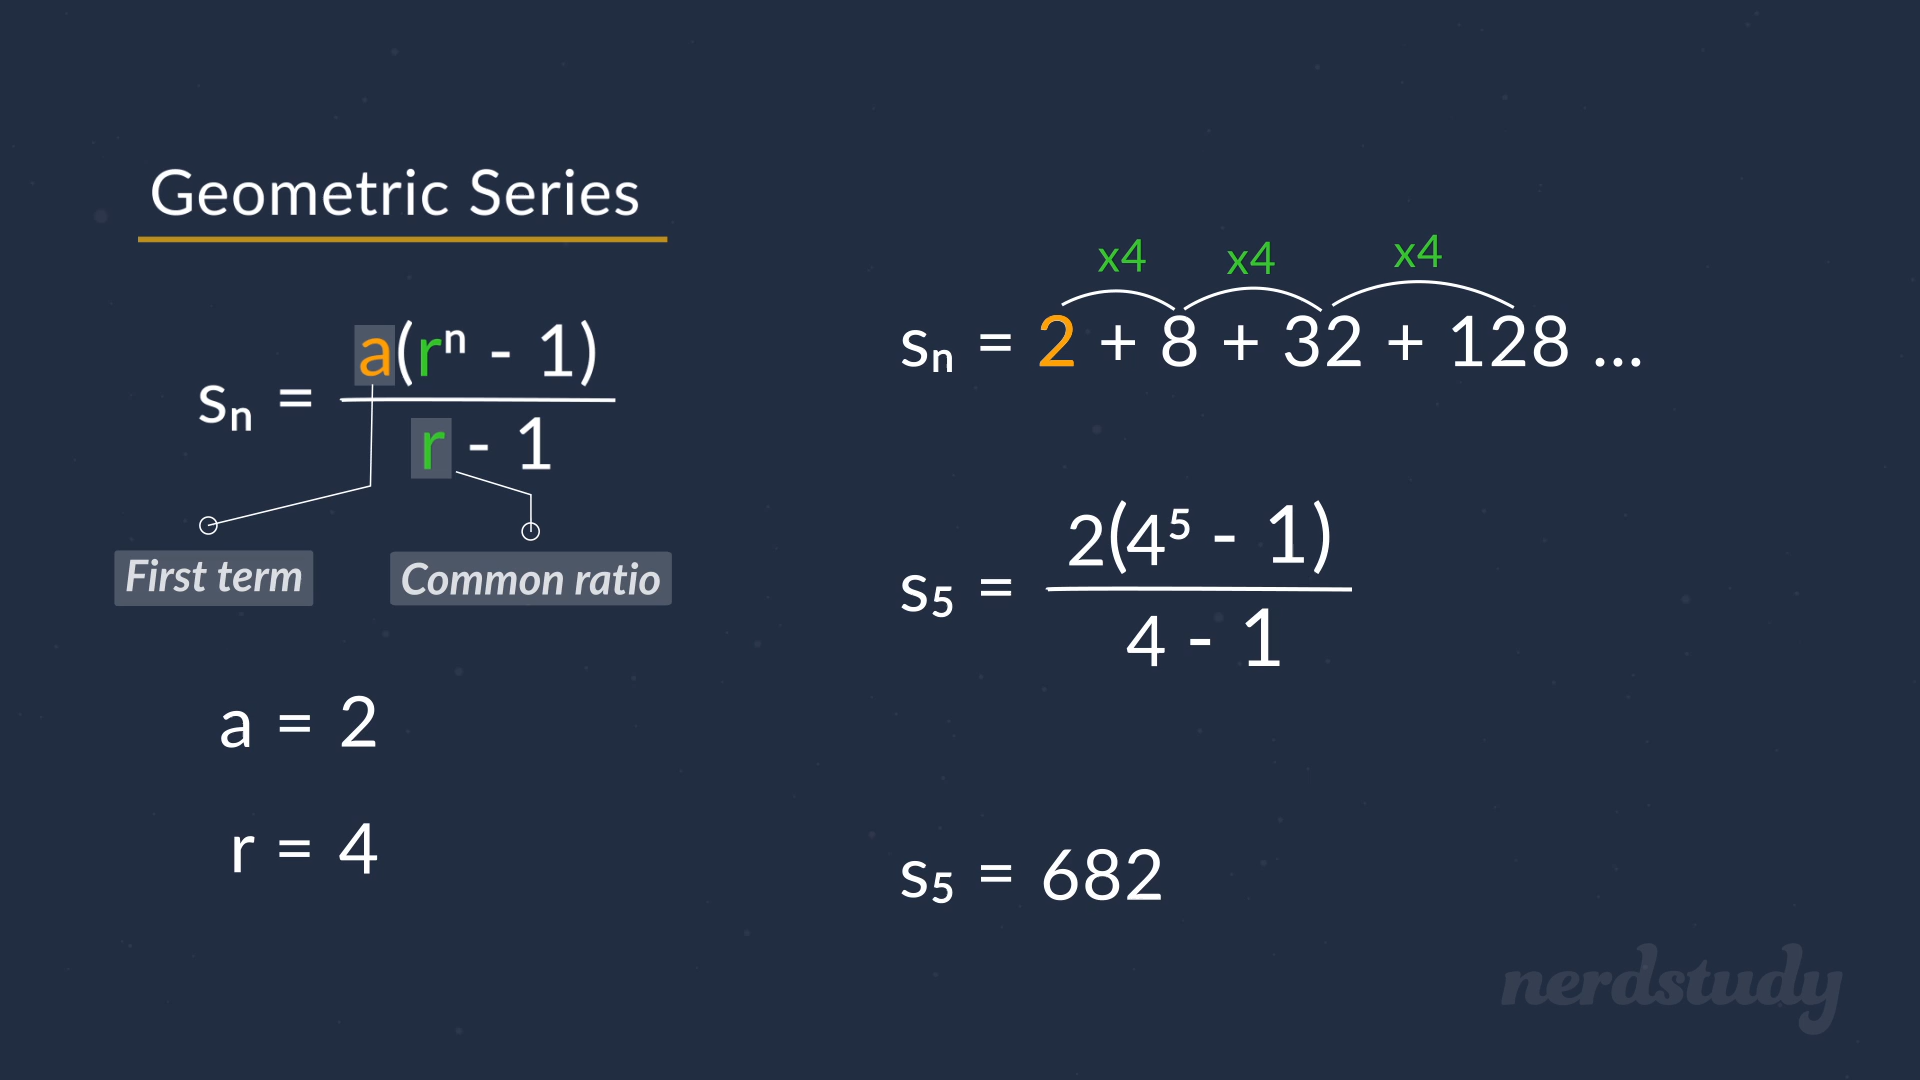 Geometric Series
sₙ = a(rⁿ - 1)
r - 1
First term
Common ratio
a = 2
r = 4
x4 x4 x4
sₙ = 2 + 8 + 32 + 128 ...
s₅ = 2(4⁵ - 1)
4 - 1
s₅ = 682
nerdstudy